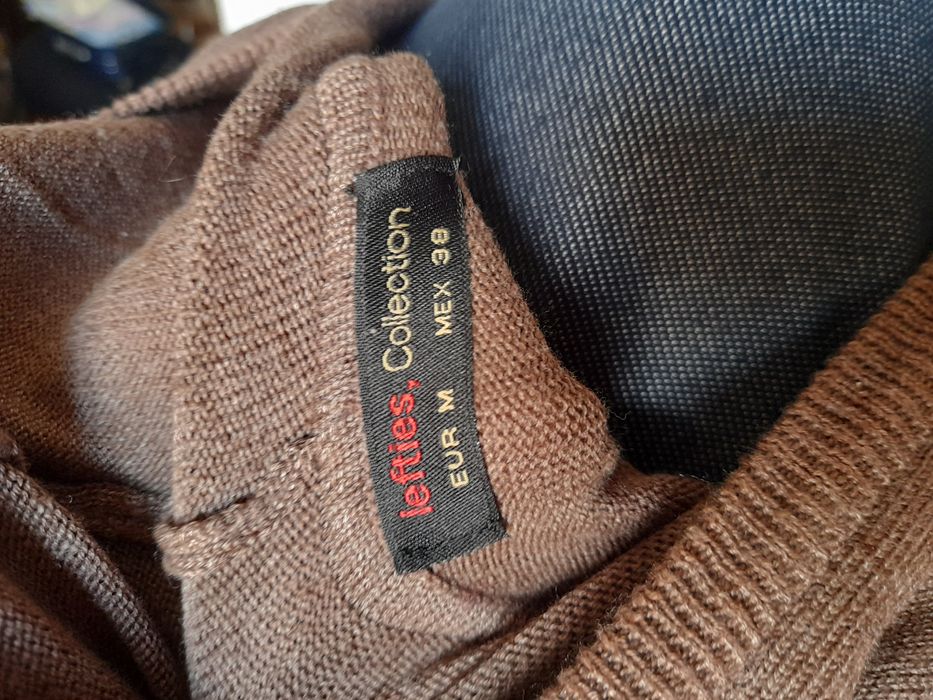 lefties, Collection
EUR M MEX 38